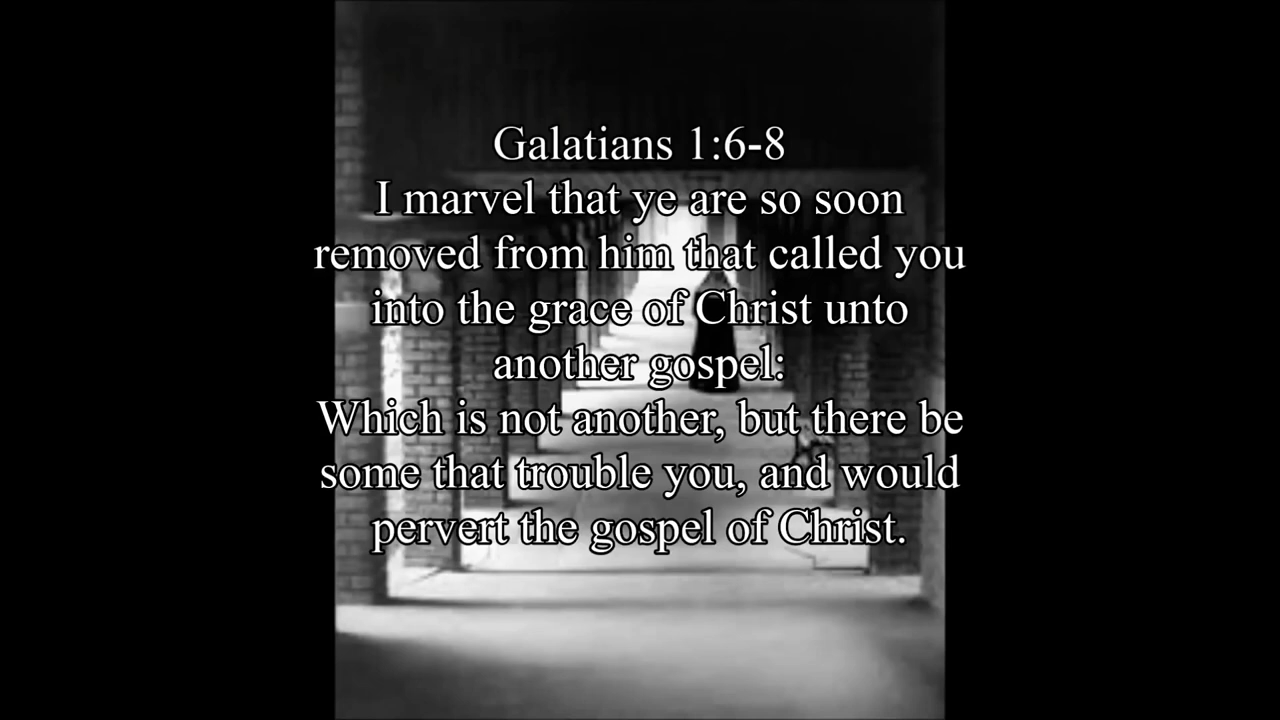 Galatians 1:6-8
I marvel that ye are so soon
removed from him that called you
into the grace of Christ unto
another gospel:
Which is not another, but there be
some that trouble you, and would
pervert the gospel of Christ.